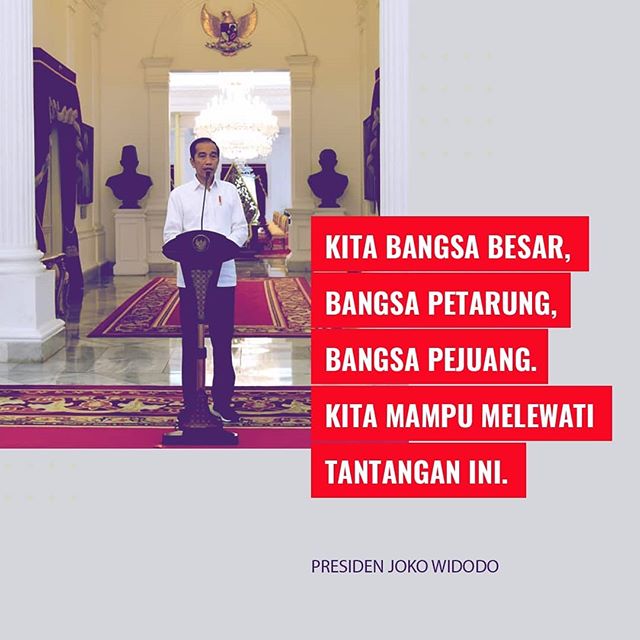 KITA BANGSA BESAR,
BANGSA PETARUNG,
BANGSA PEJUANG.
KITA MAMPU MELEWATI
TANTANGAN INI.
PRESIDEN JOKO WIDODO